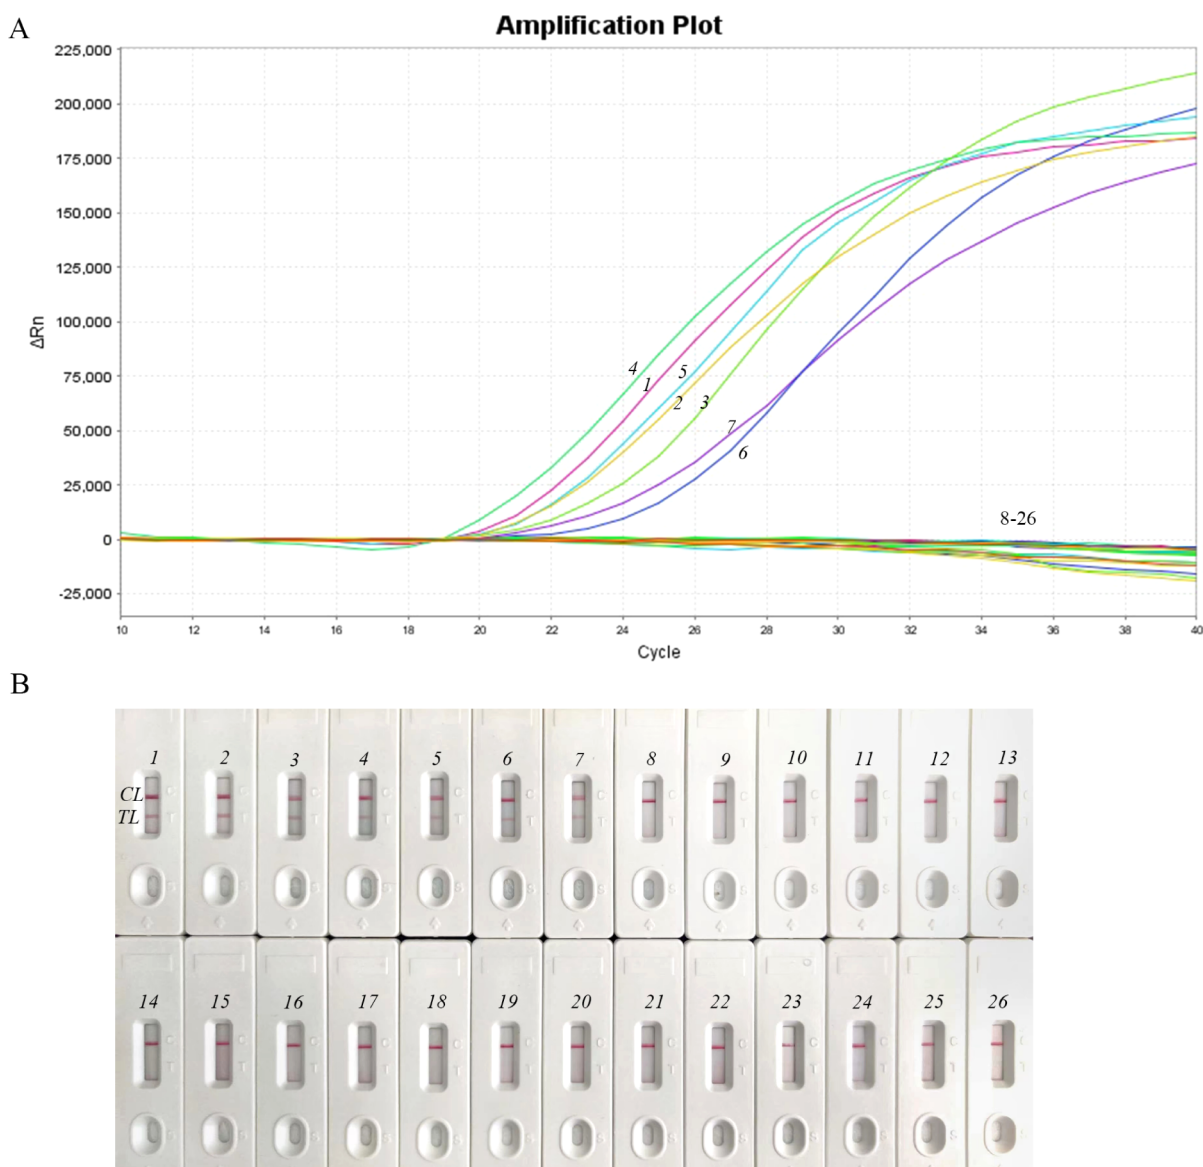 A
Amplification Plot
225,000
200,000
175,000
150,000
125,000
100,000
75,000
50,000
25,000
0
-25,000
ΔRn
4
1
5
2
3
7
6
8-26
10 12 14 16 18 20 22 24 26 28 30 32 34 36 38 40
Cycle
B
1 2 3 4 5 6 7 8 9 10 11 12 13
CL C C C C C C C C C C C C C
TL T T T T T T T T T T T T T
S S S S S S S S S S S S S
14 15 16 17 18 19 20 21 22 23 24 25 26
C C C C C C C C C C C C C
T T T T T T T T T T T T T
S S S S S S S S S S S S S